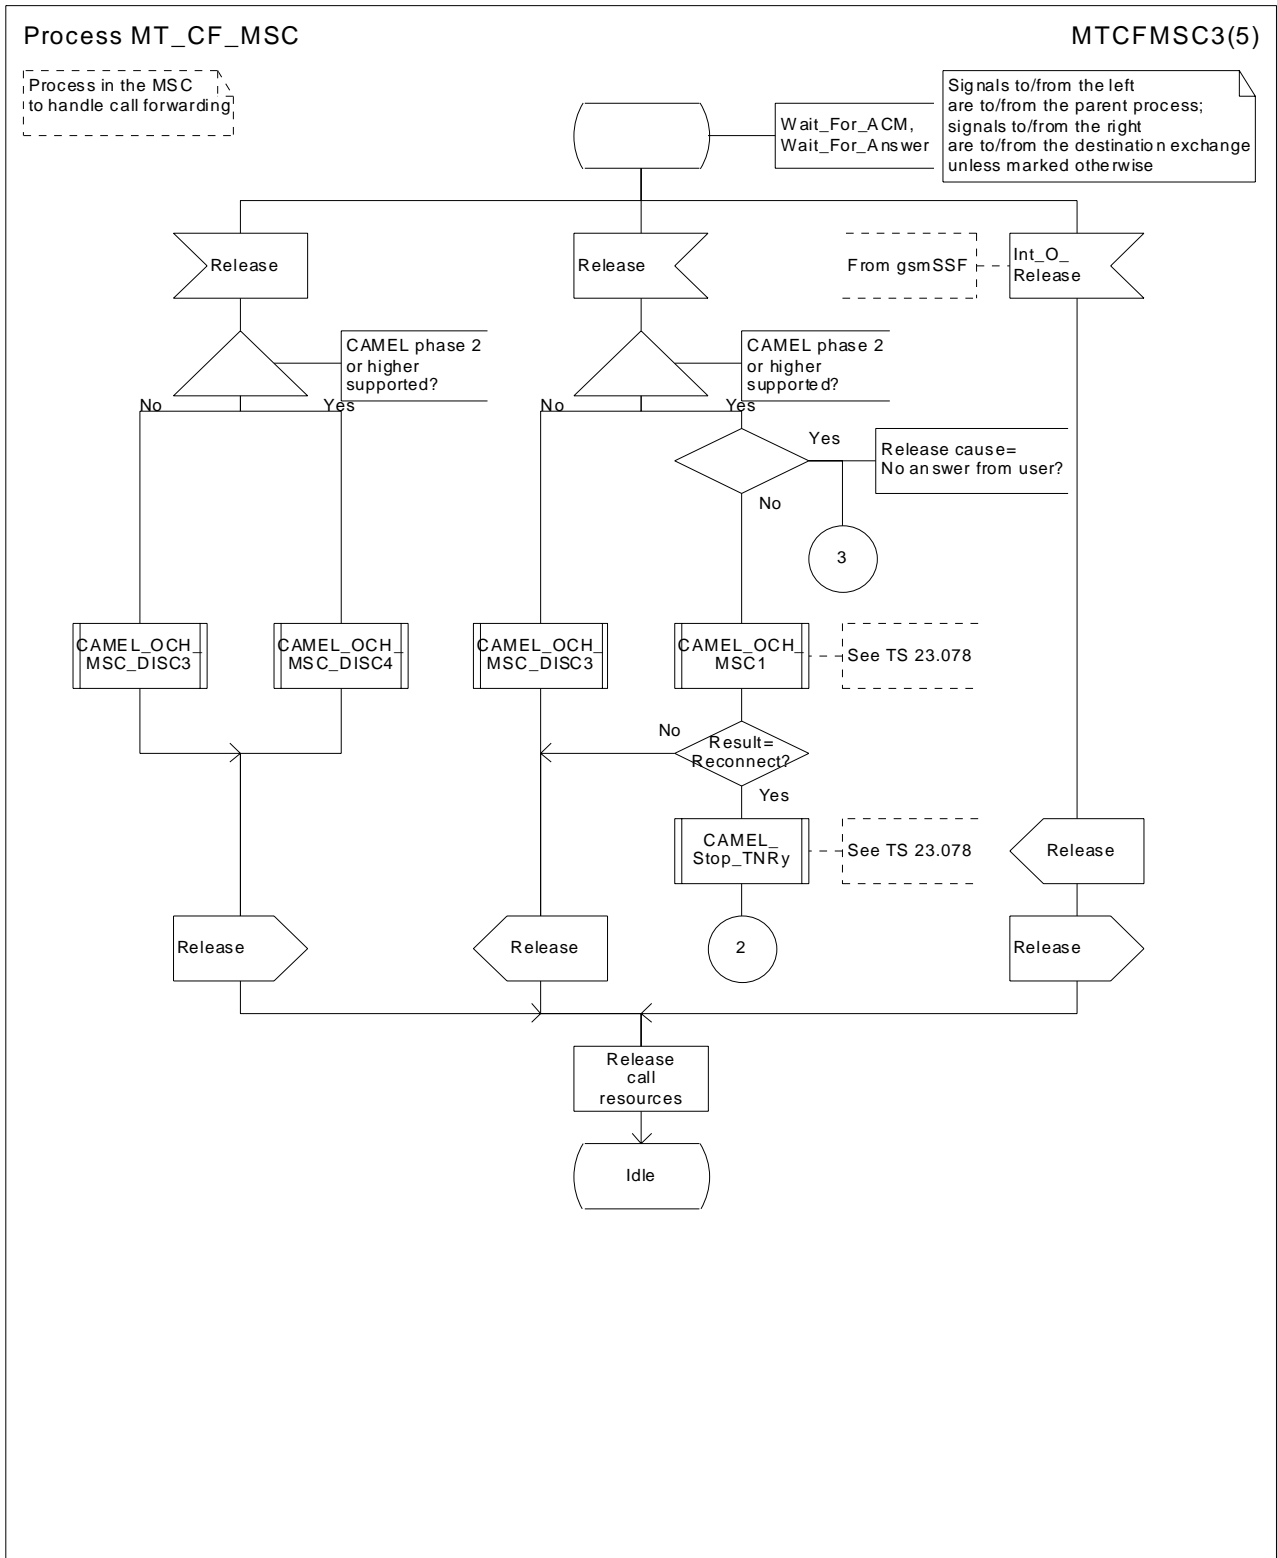 Process MT_CF_MSC
MTCFMSC3(5)
Process in the MSC
to handle call forwarding
Wait_For_ACM,
Wait_For_Answer
Signals to/from the left
are to/from the parent process;
signals to/from the right
are to/from the destination exchange
unless marked otherwise
Release
Release
From gsmSSF
Int_O_
Release
CAMEL phase 2
or higher
supported?
CAMEL phase 2
or higher
supported?
No
Yes
No
Yes
Yes
Release cause=
No answer from user?
No
3
CAMEL_OCH_
MSC_DISC3
CAMEL_OCH_
MSC_DISC4
CAMEL_OCH_
MSC_DISC3
CAMEL_OCH_
MSC1
See TS 23.078
No
Result=
Reconnect?
Yes
CAMEL_
Stop_TNRy
See TS 23.078
Release
Release
Release
2
Release
Release
call
resources
Idle